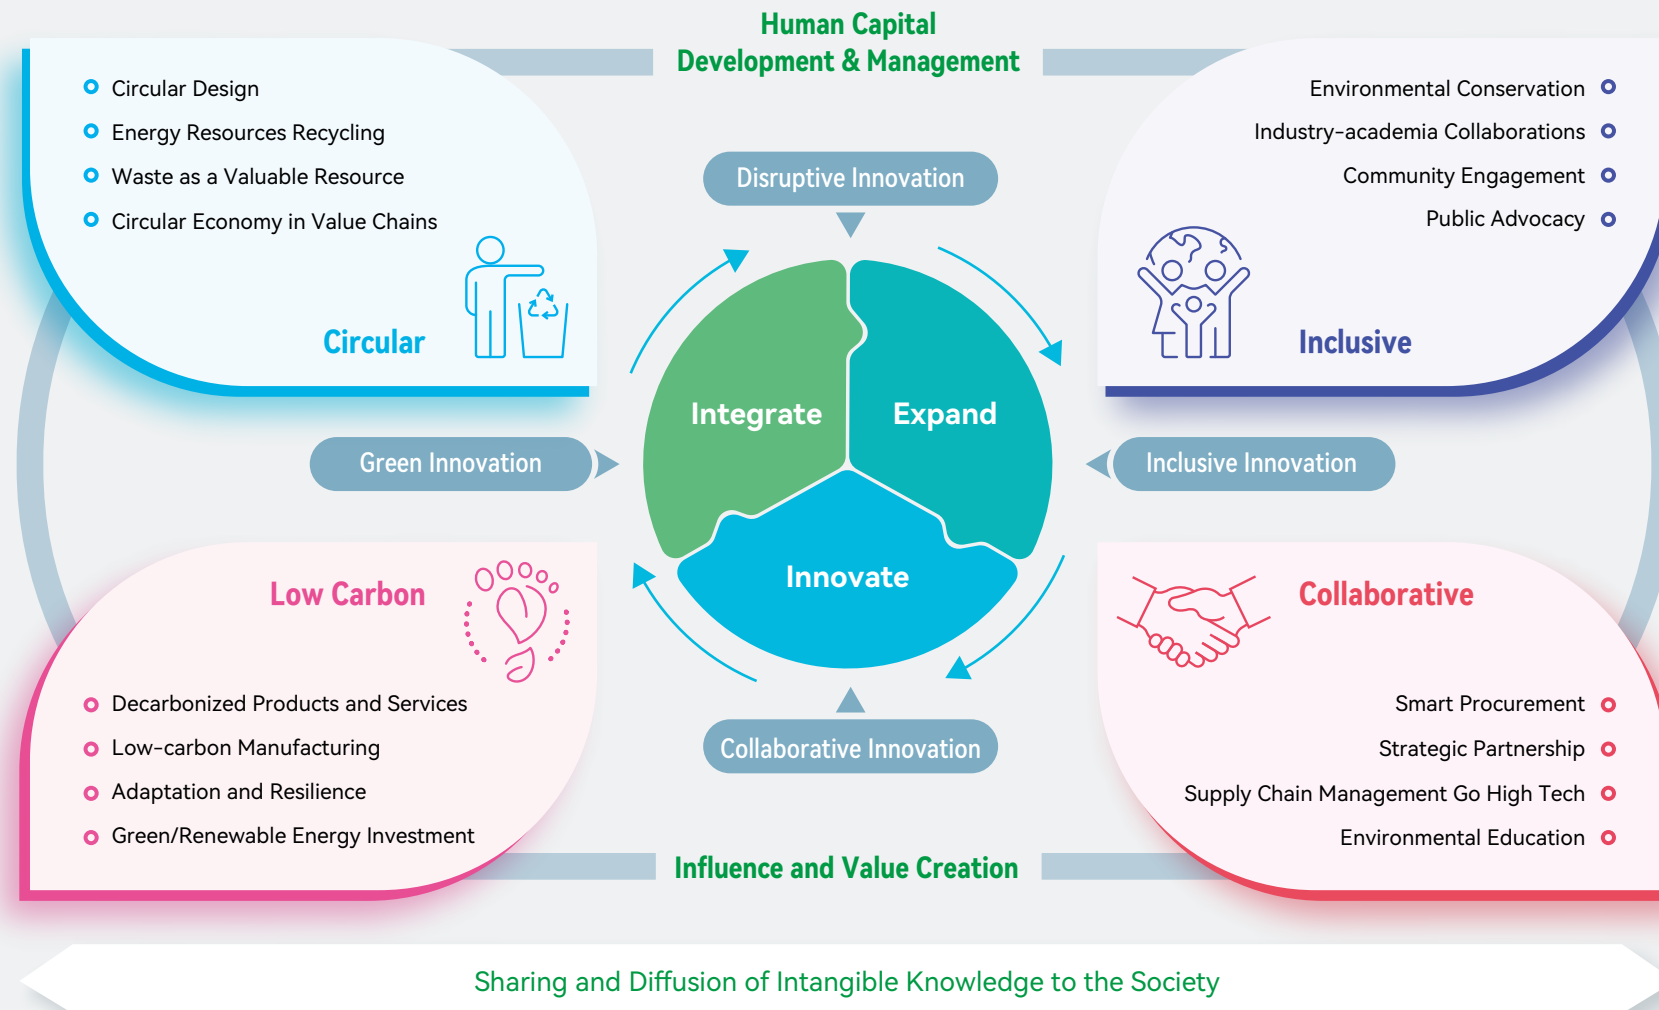 Human Capital
Development & Management
Circular Design
Energy Resources Recycling
Waste as a Valuable Resource
Circular Economy in Value Chains
Circular
Disruptive Innovation
Environmental Conservation
Industry-academia Collaborations
Community Engagement
Public Advocacy
Inclusive
Integrate
Expand
Innovate
Green Innovation
Inclusive Innovation
Low Carbon
Decarbonized Products and Services
Low-carbon Manufacturing
Adaptation and Resilience
Green/Renewable Energy Investment
Collaborative Innovation
Collaborative
Smart Procurement
Strategic Partnership
Supply Chain Management Go High Tech
Environmental Education
Influence and Value Creation
Sharing and Diffusion of Intangible Knowledge to the Society